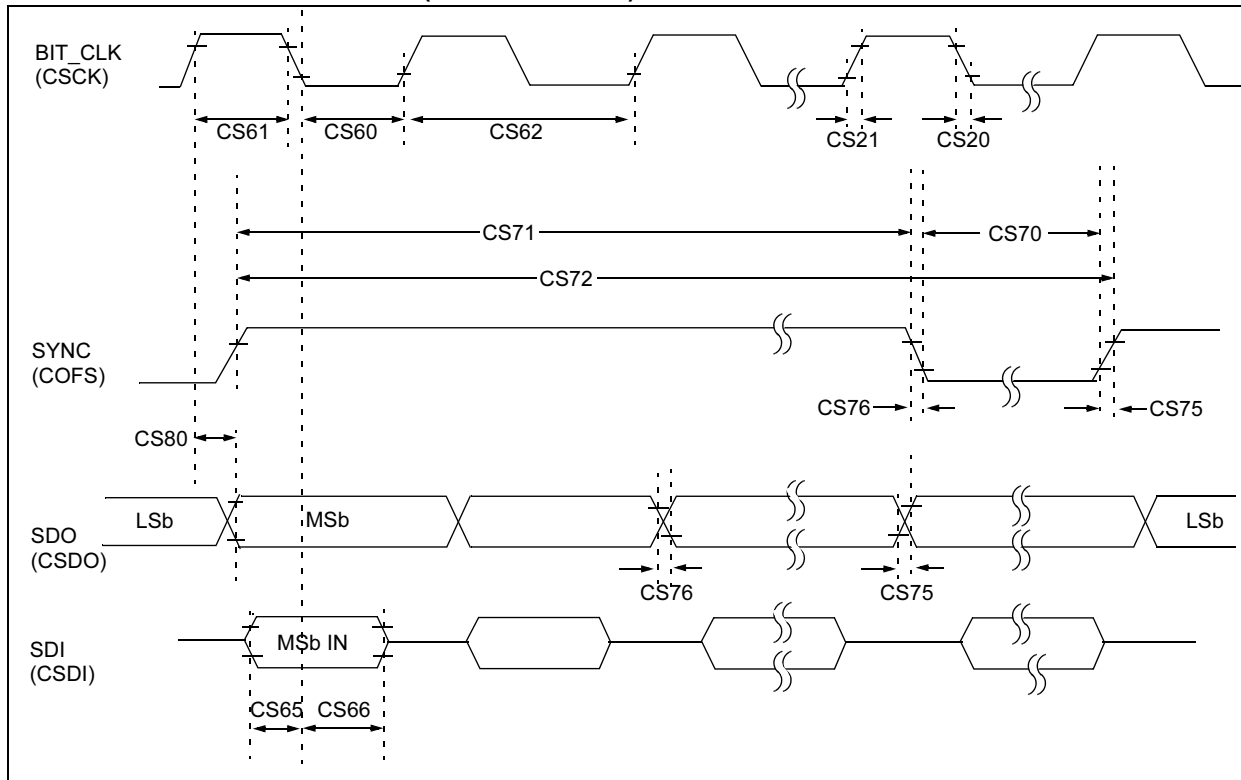 BIT_CLK
(CSCK)
CS61
CS60
CS62
CS21
CS20
CS71
CS70
CS72
SYNC
(COFS)
CS76
CS75
CS80
SDO
(CSDO)
LSb
MSb
LSb
CS76
CS75
SDI
(CSDI)
MSb IN
CS65
CS66